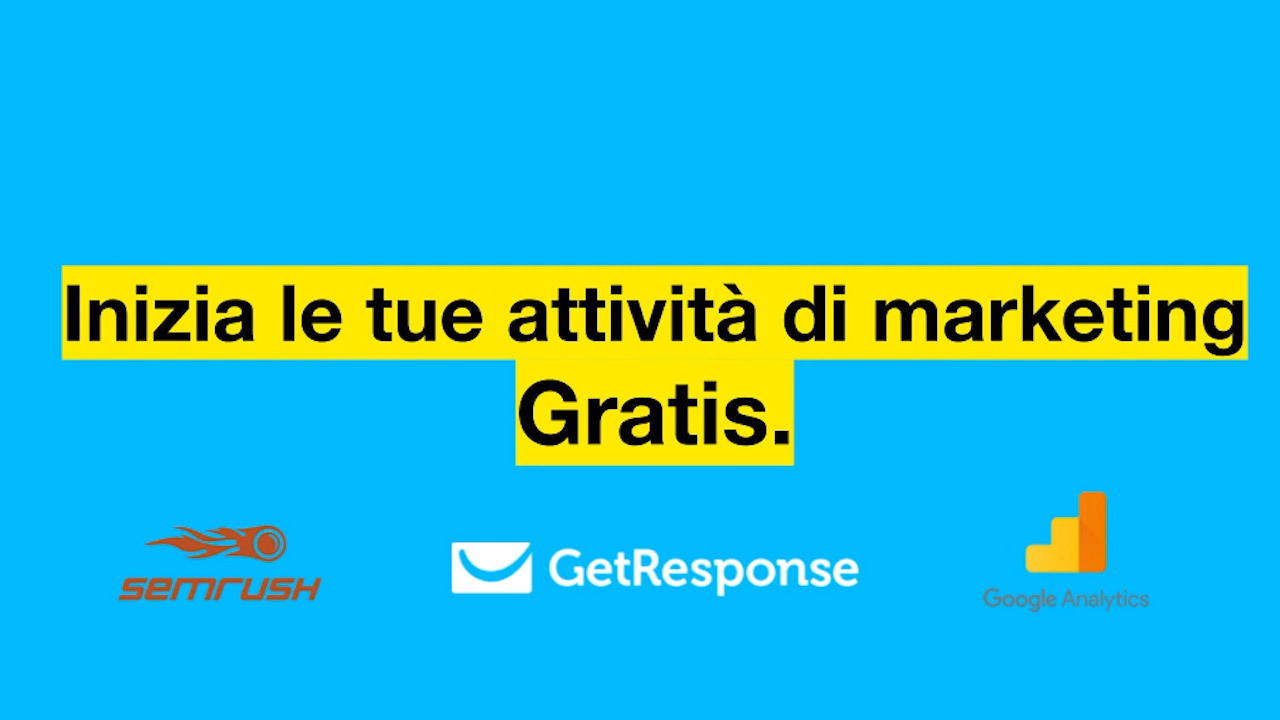 Inizia le tue attività di marketing
Gratis.
semrush
GetResponse
Google Analytics